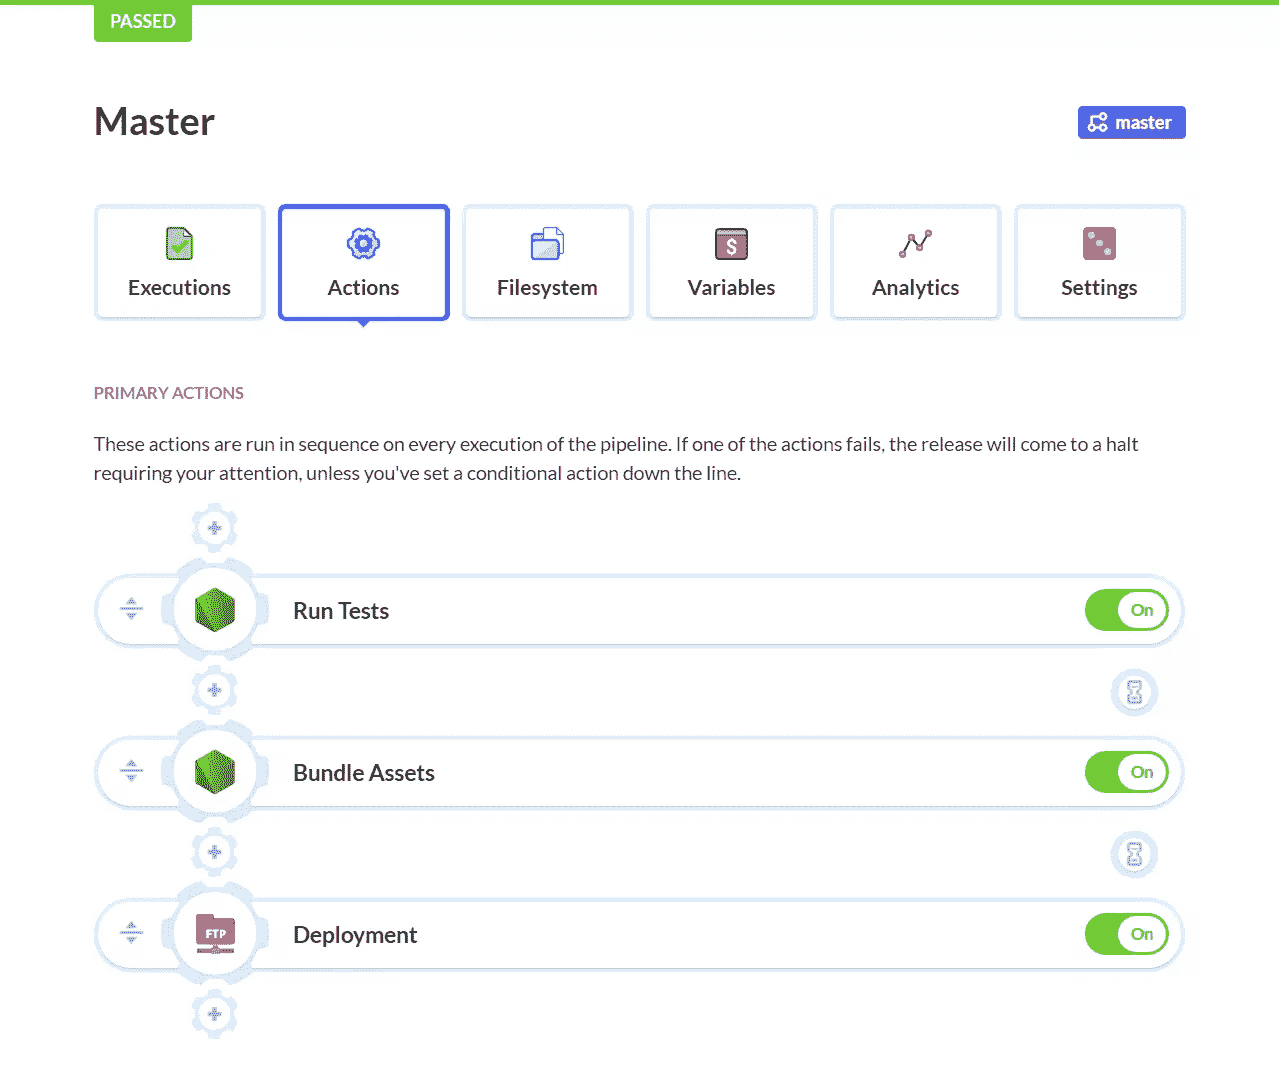 PASSED
Master
master
Executions
Actions
Filesystem
Variables
Analytics
Settings
PRIMARY ACTIONS
These actions are run in sequence on every execution of the pipeline. If one of the actions fails, the release will come to a halt
requiring your attention, unless you've set a conditional action down the line.
Run Tests
On
Bundle Assets
On
FTP
Deployment
On